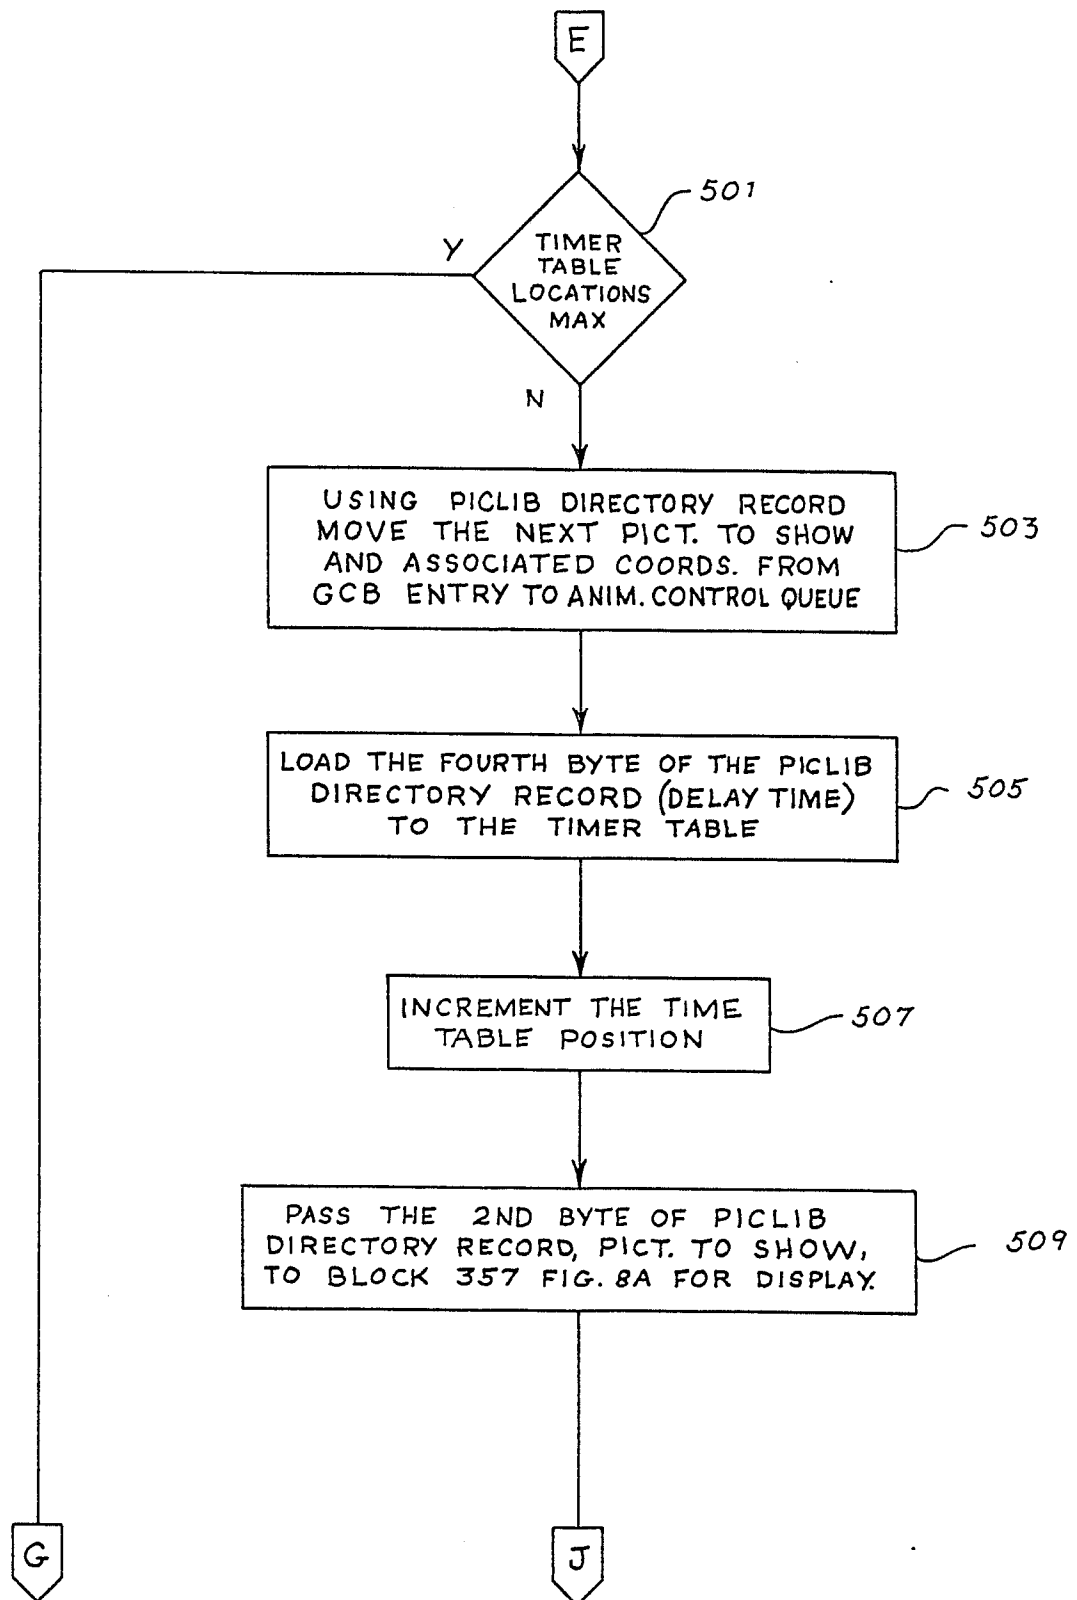 E
501
Y
TIMER
TABLE
LOCATIONS
MAX
N
USING PICLIB DIRECTORY RECORD
MOVE THE NEXT PICT. TO SHOW
AND ASSOCIATED COORDS. FROM
GCB ENTRY TO ANIM. CONTROL QUEUE
503
LOAD THE FOURTH BYTE OF THE PICLIB
DIRECTORY RECORD (DELAY TIME)
TO THE TIMER TABLE
505
INCREMENT THE TIME
TABLE POSITION
507
PASS THE 2ND BYTE OF PICLIB
DIRECTORY RECORD, PICT. TO SHOW,
TO BLOCK 357 FIG. 8A FOR DISPLAY.
509
G
J